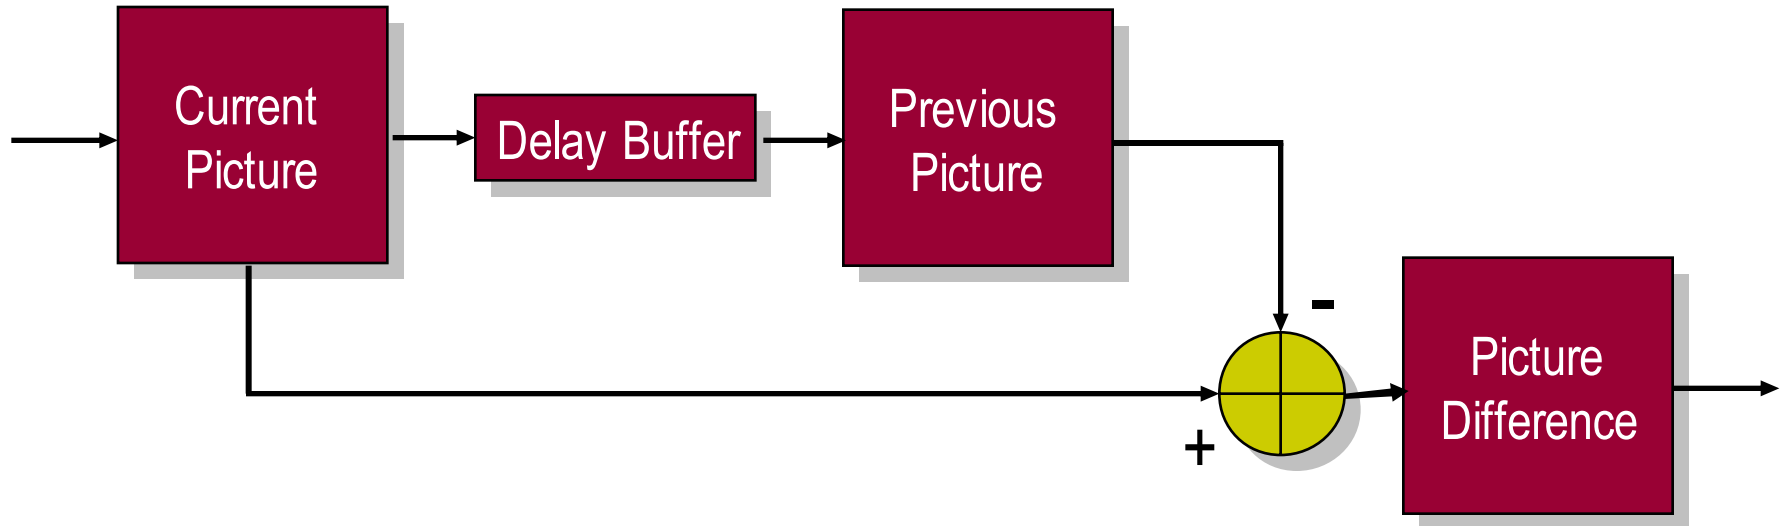 Current
Picture
Delay Buffer
Previous
Picture
-
+
Picture
Difference